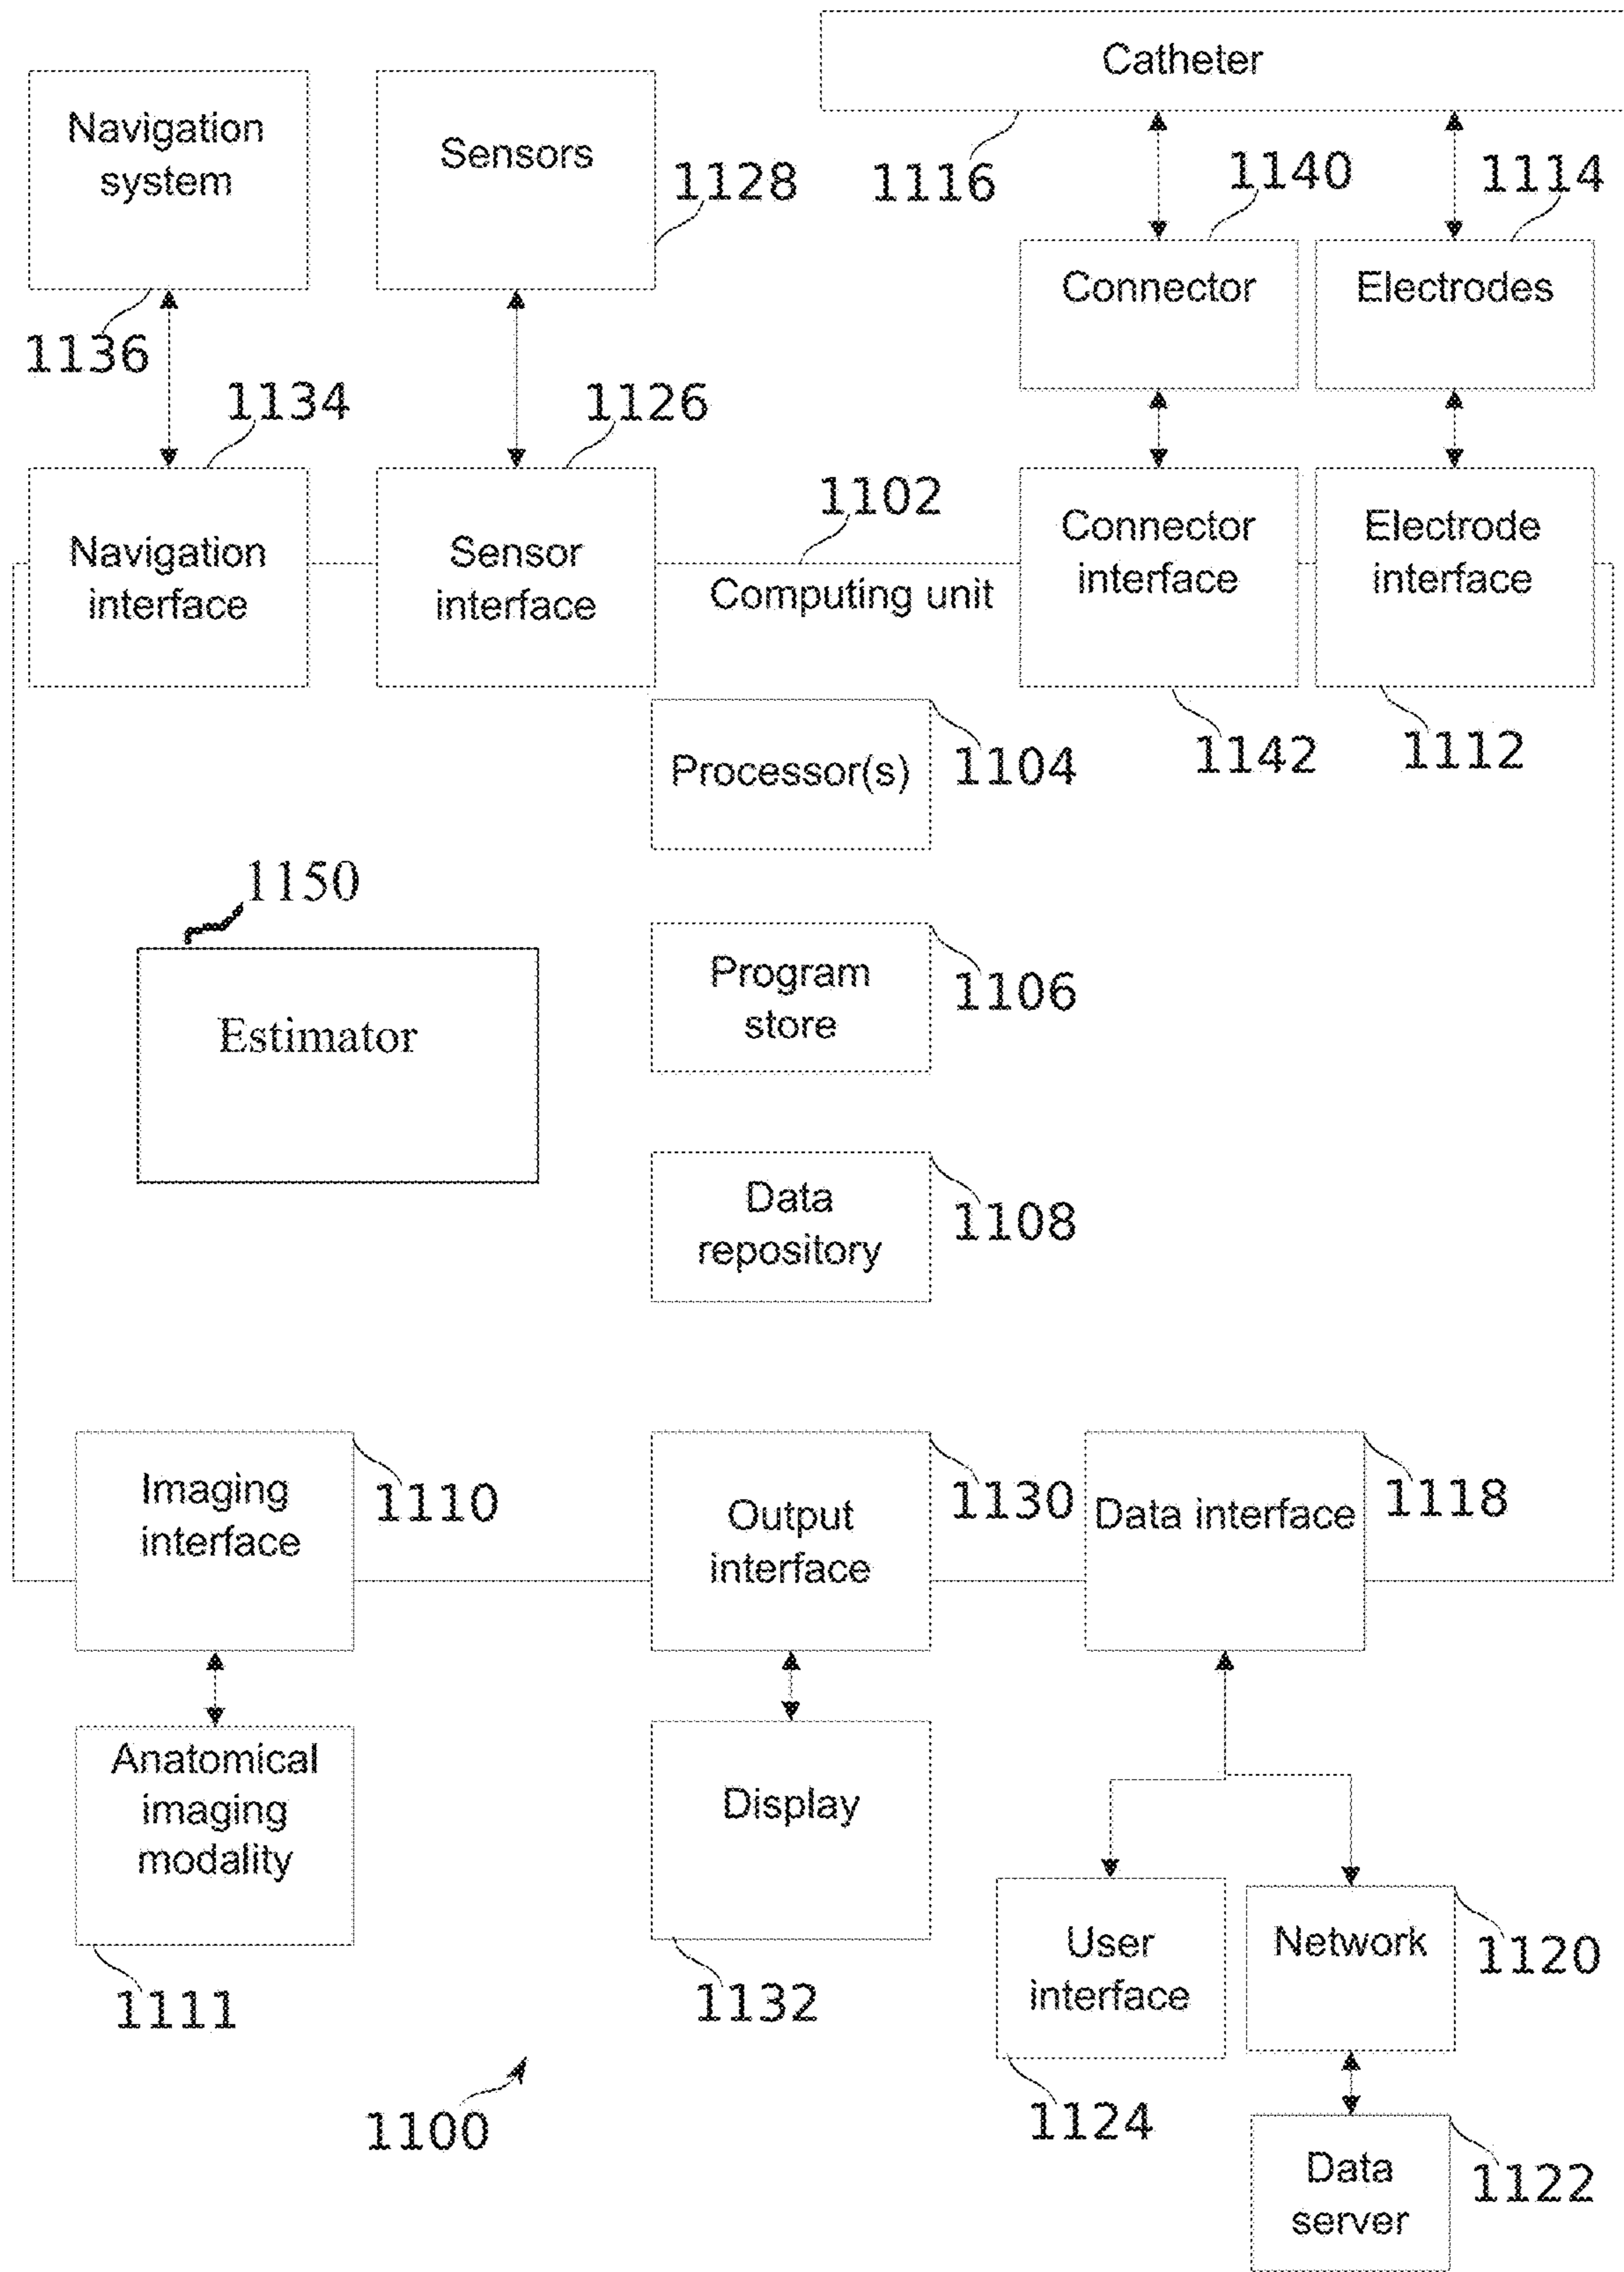 Catheter
Navigation
system
Sensors
1128
1116
1140
1114
Connector
Electrodes
1136
1134
1126
1102
Navigation
interface
Sensor
interface
Computing unit
Connector
interface
Electrode
interface
1142
1112
Processor(s)
1104
1150
Estimator
Program
store
1106
Data
repository
1108
Imaging
interface
1110
Output
interface
1130
Data interface
1118
Anatomical
imaging
modality
1111
Display
1132
User
interface
1124
Network
1120
1100
Data
server
1122